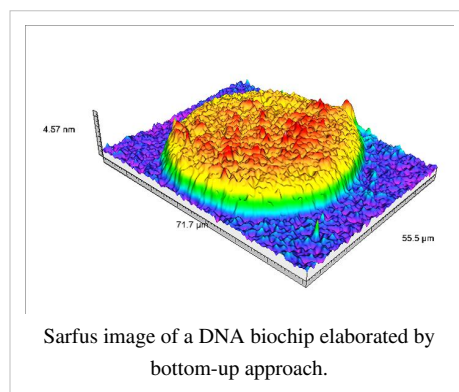 4.57 nm
71.7 µm
55.5 µm
Sarfus image of a DNA biochip elaborated by
bottom-up approach.